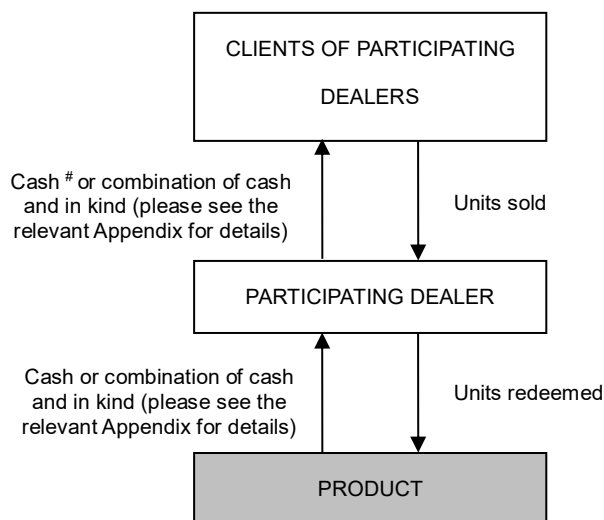 CLIENTS OF PARTICIPATING
DEALERS
Cash # or combination of cash
and in kind (please see the
relevant Appendix for details)
Units sold
PARTICIPATING DEALER
Cash or combination of cash
and in kind (please see the
relevant Appendix for details)
Units redeemed
PRODUCT